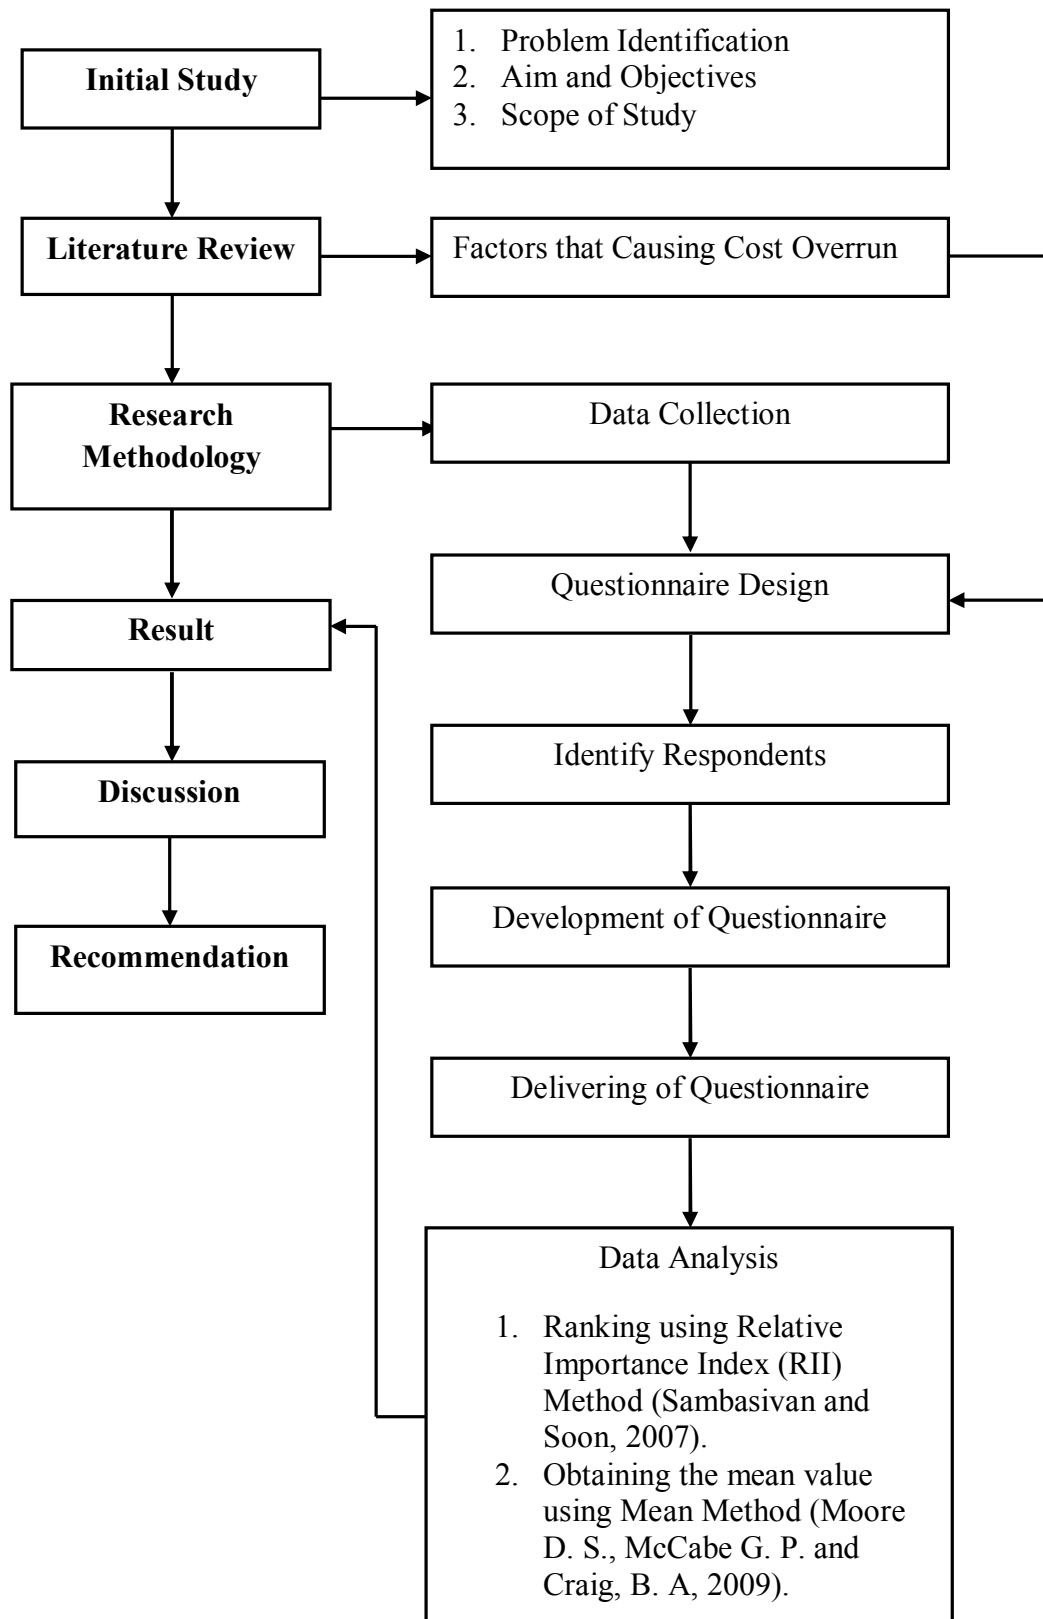 Initial Study
1. Problem Identification
2. Aim and Objectives
3. Scope of Study
Literature Review
Factors that Causing Cost Overrun
Research
Methodology
Data Collection
Questionnaire Design
Result
Identify Respondents
Discussion
Development of Questionnaire
Recommendation
Delivering of Questionnaire
Data Analysis
1. Ranking using Relative
Importance Index (RII)
Method (Sambasivan and
Soon, 2007).
2. Obtaining the mean value
using Mean Method (Moore
D. S., McCabe G. P. and
Craig, B. A, 2009).